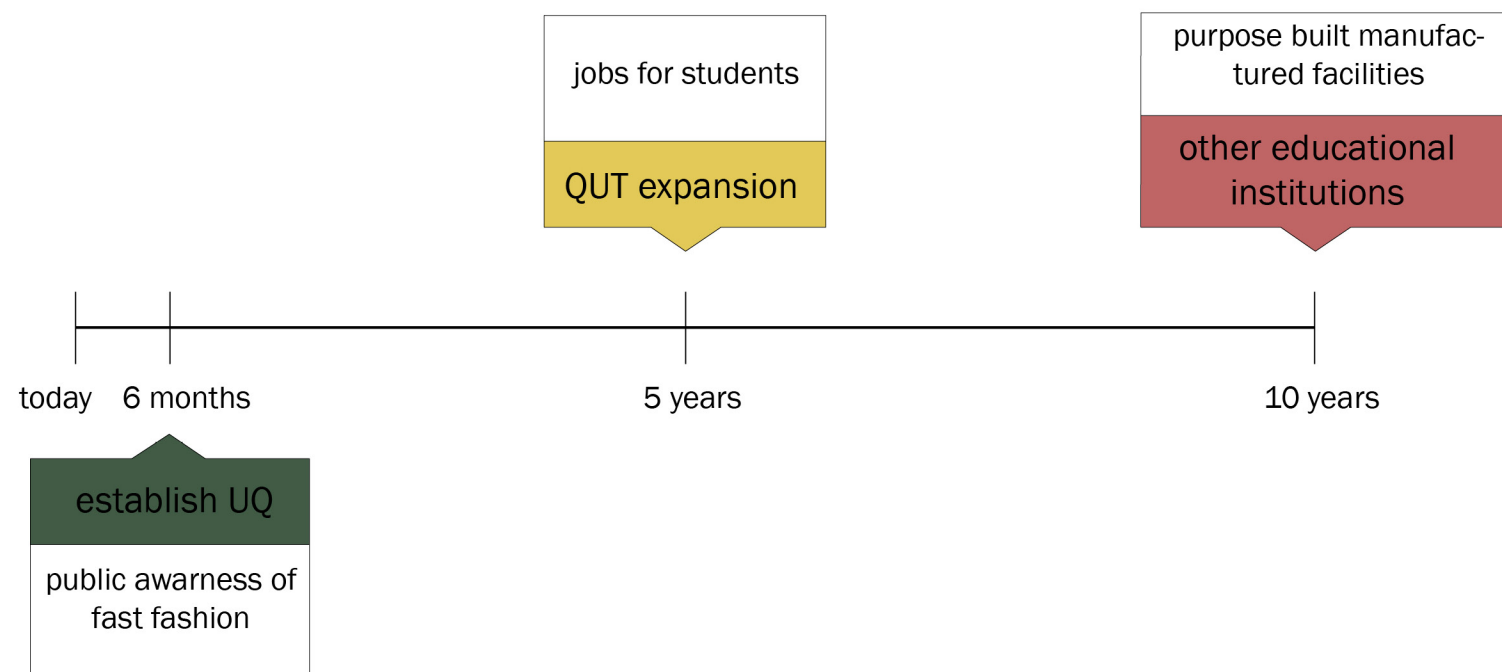 jobs for students
QUT expansion
purpose built manufac-
tured facilities
other educational
institutions
today
6 months
5 years
10 years
establish UQ
public awarness of
fast fashion